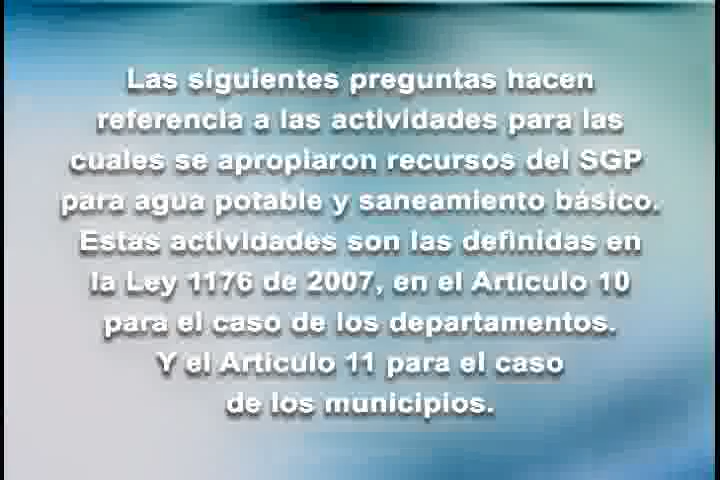 Las siguientes preguntas hacen
referencia a las actividades para las
cuales se apropiaron recursos del SGP
para agua potable y saneamiento básico.
Estas actividades son las definidas en
la Ley 1176 de 2007, en el Artículo 10
para el caso de los departamentos.
Y el Artículo 11 para el caso
de los municipios.